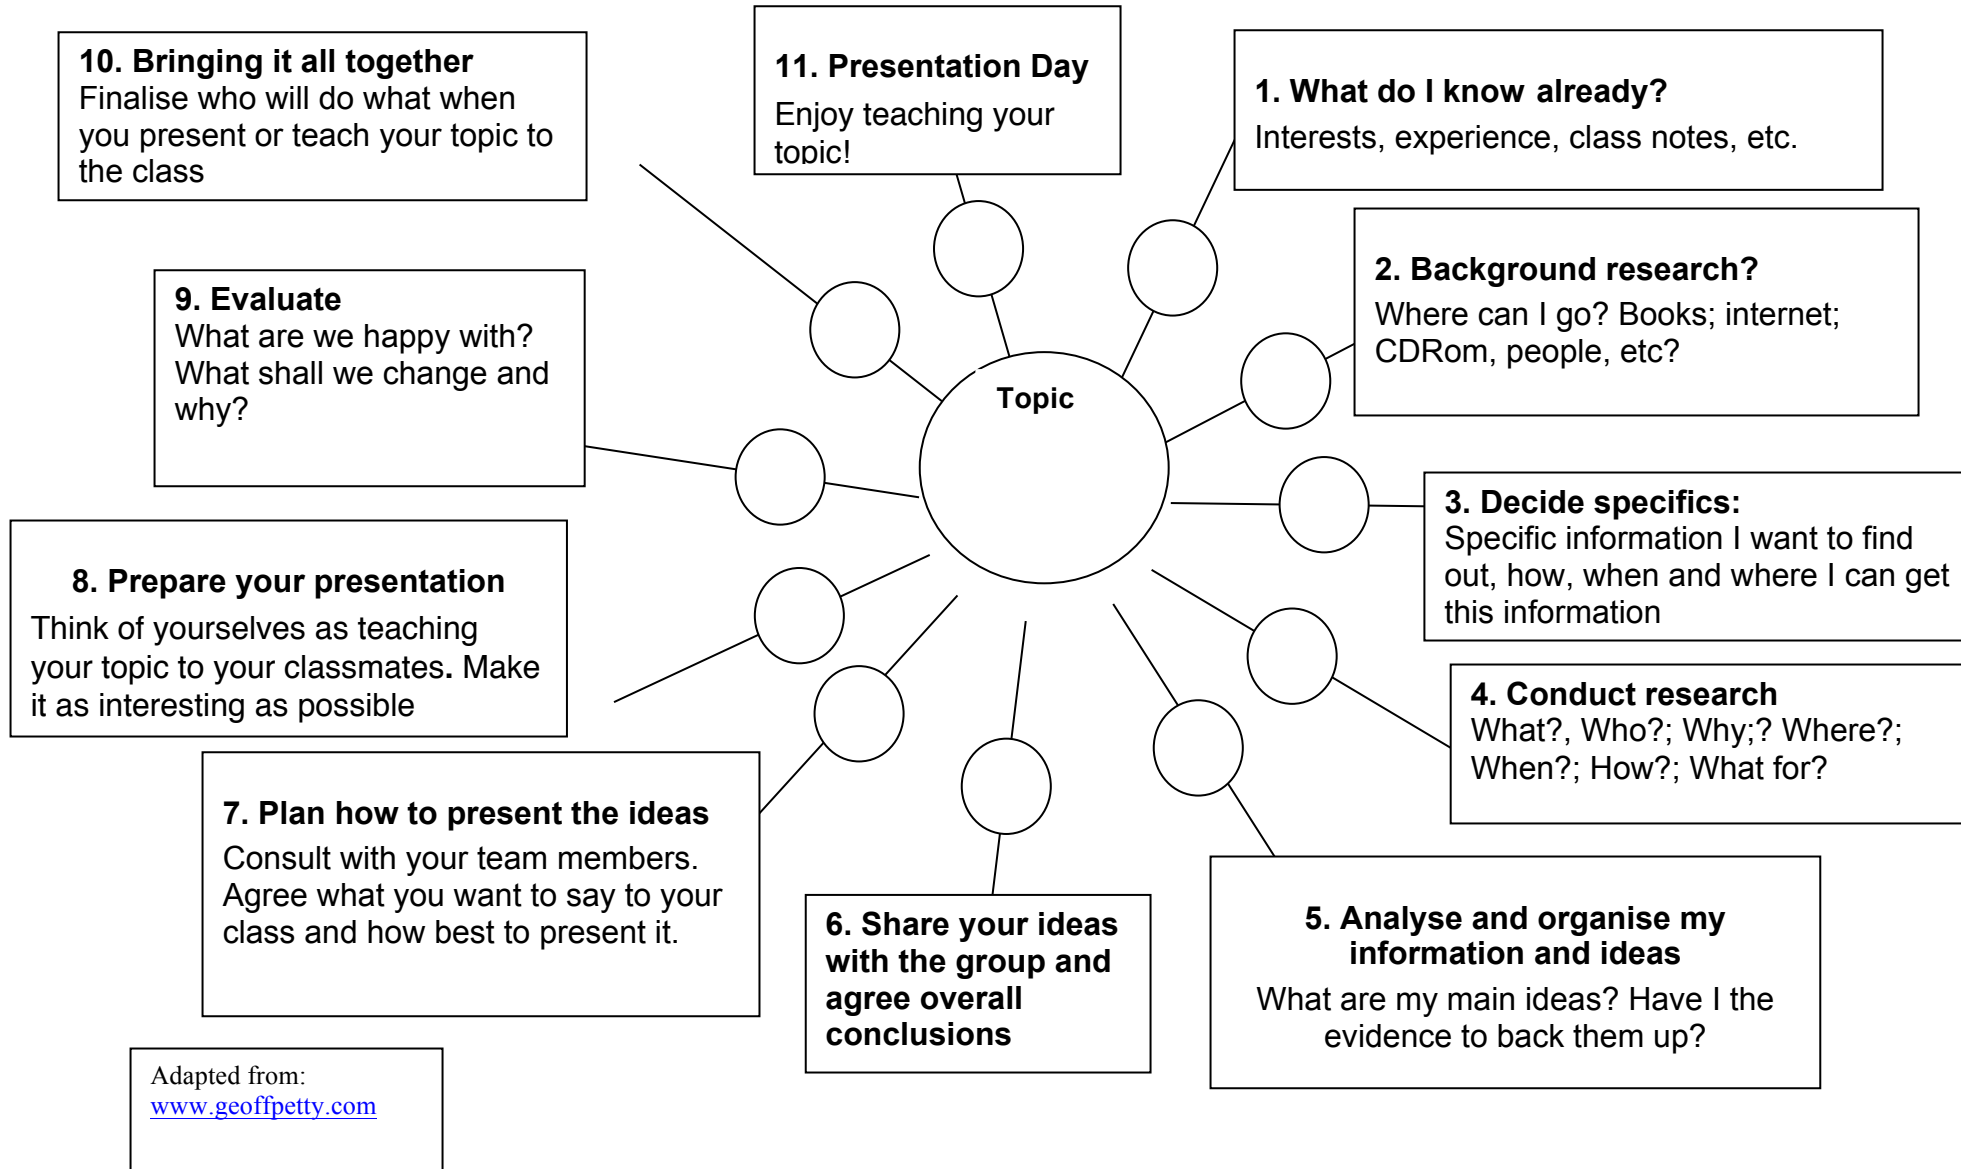 10. Bringing it all together
Finalise who will do what when
you present or teach your topic to
the class
11. Presentation Day
Enjoy teaching your
topic!
1. What do I know already?
Interests, experience, class notes, etc.
2. Background research?
Where can I go? Books; internet;
CDRom, people, etc?
9. Evaluate
What are we happy with?
What shall we change and
why?
Topic
3. Decide specifics:
Specific information I want to find
out, how, when and where I can get
this information
8. Prepare your presentation
Think of yourselves as teaching
your topic to your classmates. Make
it as interesting as possible
4. Conduct research
What?, Who?; Why;? Where?;
When?; How?; What for?
7. Plan how to present the ideas
Consult with your team members.
Agree what you want to say to your
class and how best to present it.
6. Share your ideas
with the group and
agree overall
conclusions
5. Analyse and organise my
information and ideas
What are my main ideas? Have I the
evidence to back them up?
Adapted from:
www.geoffpetty.com